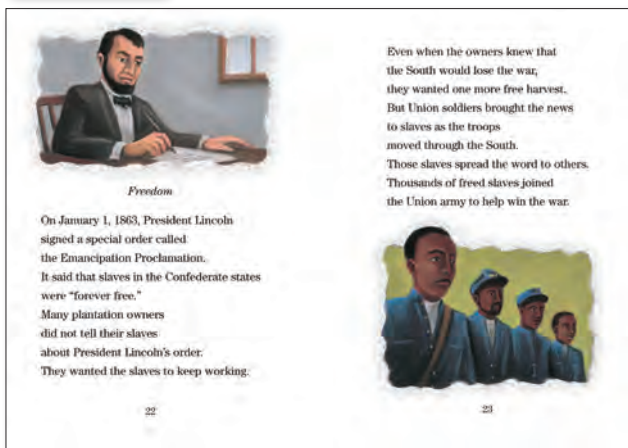 Freedom
On January 1, 1863, President Lincoln
signed a special order called
the Emancipation Proclamation.
It said that slaves in the Confederate states
were “forever free.”
Many plantation owners
did not tell their slaves
about President Lincoln’s order.
They wanted the slaves to keep working.
22
Even when the owners knew that
the South would lose the war,
they wanted one more free harvest.
But Union soldiers brought the news
to slaves as the troops
moved through the South.
Those slaves spread the word to others.
Thousands of freed slaves joined
the Union army to help win the war.
23